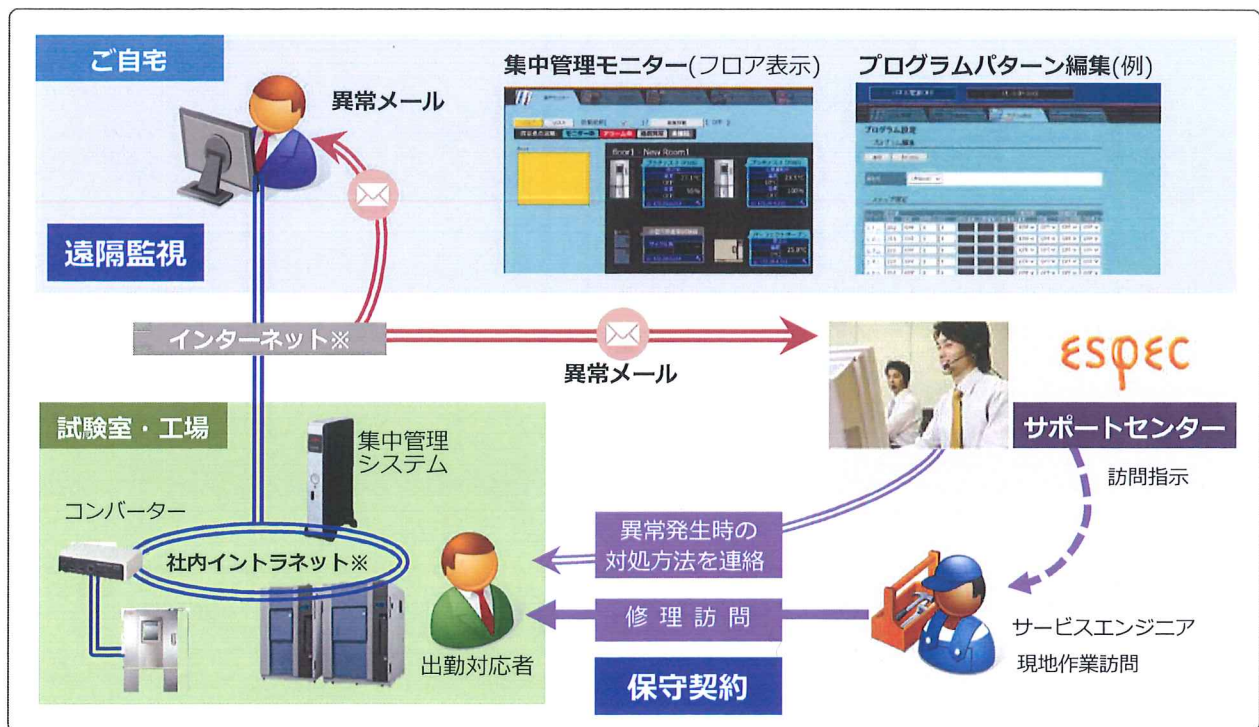 ご自宅
異常メール
集中管理モニター(フロア表示)
プログラムパターン編集(例)
floor1 - New Room1
プログラム設定
遠隔監視
インターネット※
異常メール
espec
サポートセンター
訪問指示
試験室・工場
集中管理
システム
コンバーター
社内イントラネット※
異常発生時の
対処方法を連絡
修理訪問
出勤対応者
サービスエンジニア
現地作業訪問
保守契約